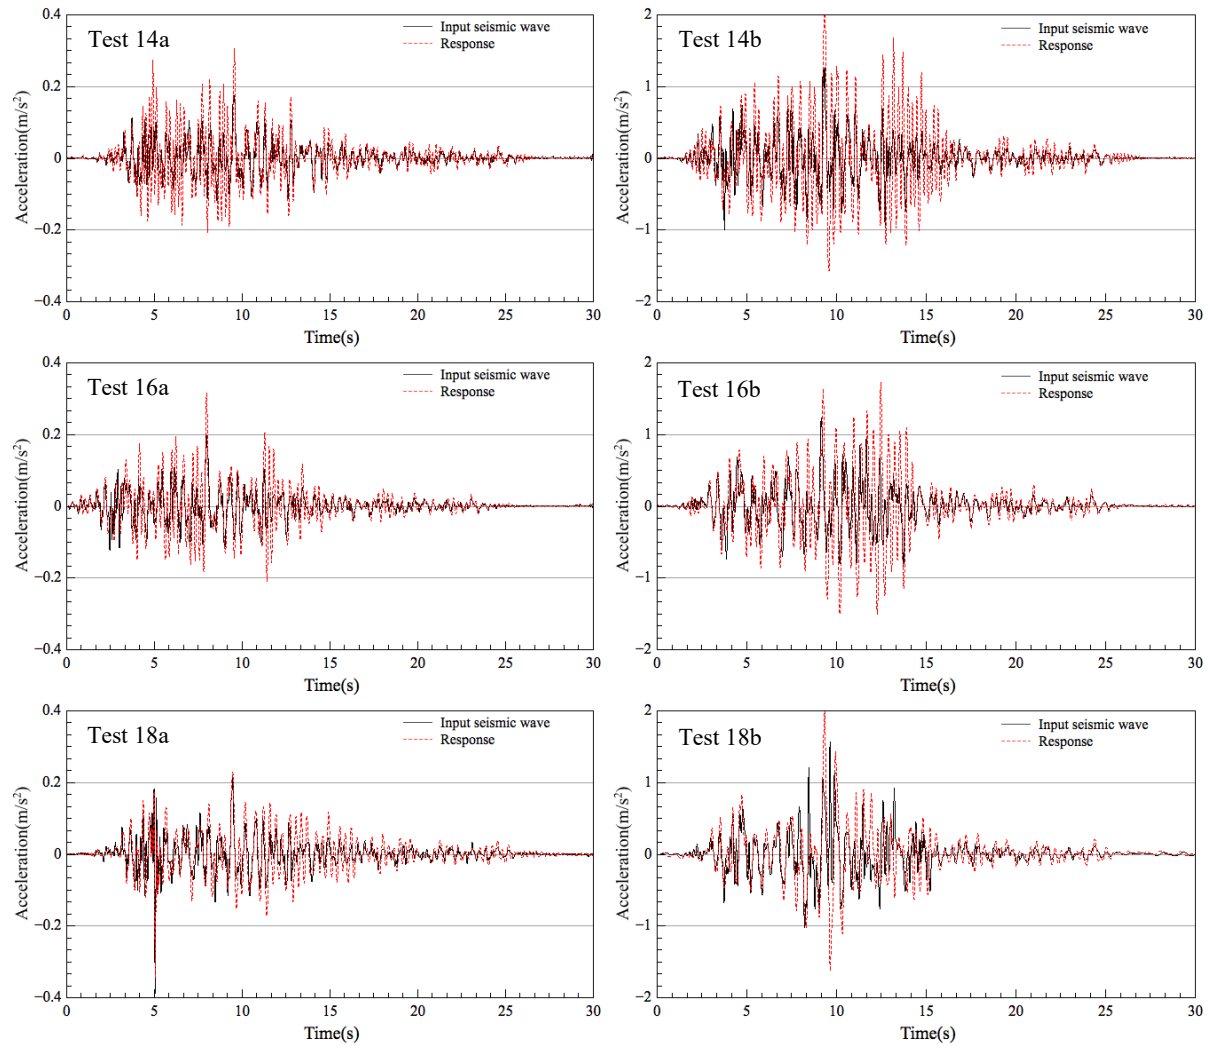 Test 14a
Input seismic wave
Response
0.4
0.2
0
−0.2
−0.4
Acceleration(m/s²)
0 5 10 15 20 25 30
Time(s)
Test 14b
Input seismic wave
Response
2
1
0
−1
−2
Acceleration(m/s²)
0 5 10 15 20 25 30
Time(s)
Test 16a
Input seismic wave
Response
0.4
0.2
0
−0.2
−0.4
Acceleration(m/s²)
0 5 10 15 20 25 30
Time(s)
Test 16b
Input seismic wave
Response
2
1
0
−1
−2
Acceleration(m/s²)
0 5 10 15 20 25 30
Time(s)
Test 18a
Input seismic wave
Response
0.4
0.2
0
−0.2
−0.4
Acceleration(m/s²)
0 5 10 15 20 25 30
Time(s)
Test 18b
Input seismic wave
Response
2
1
0
−1
−2
Acceleration(m/s²)
0 5 10 15 20 25 30
Time(s)